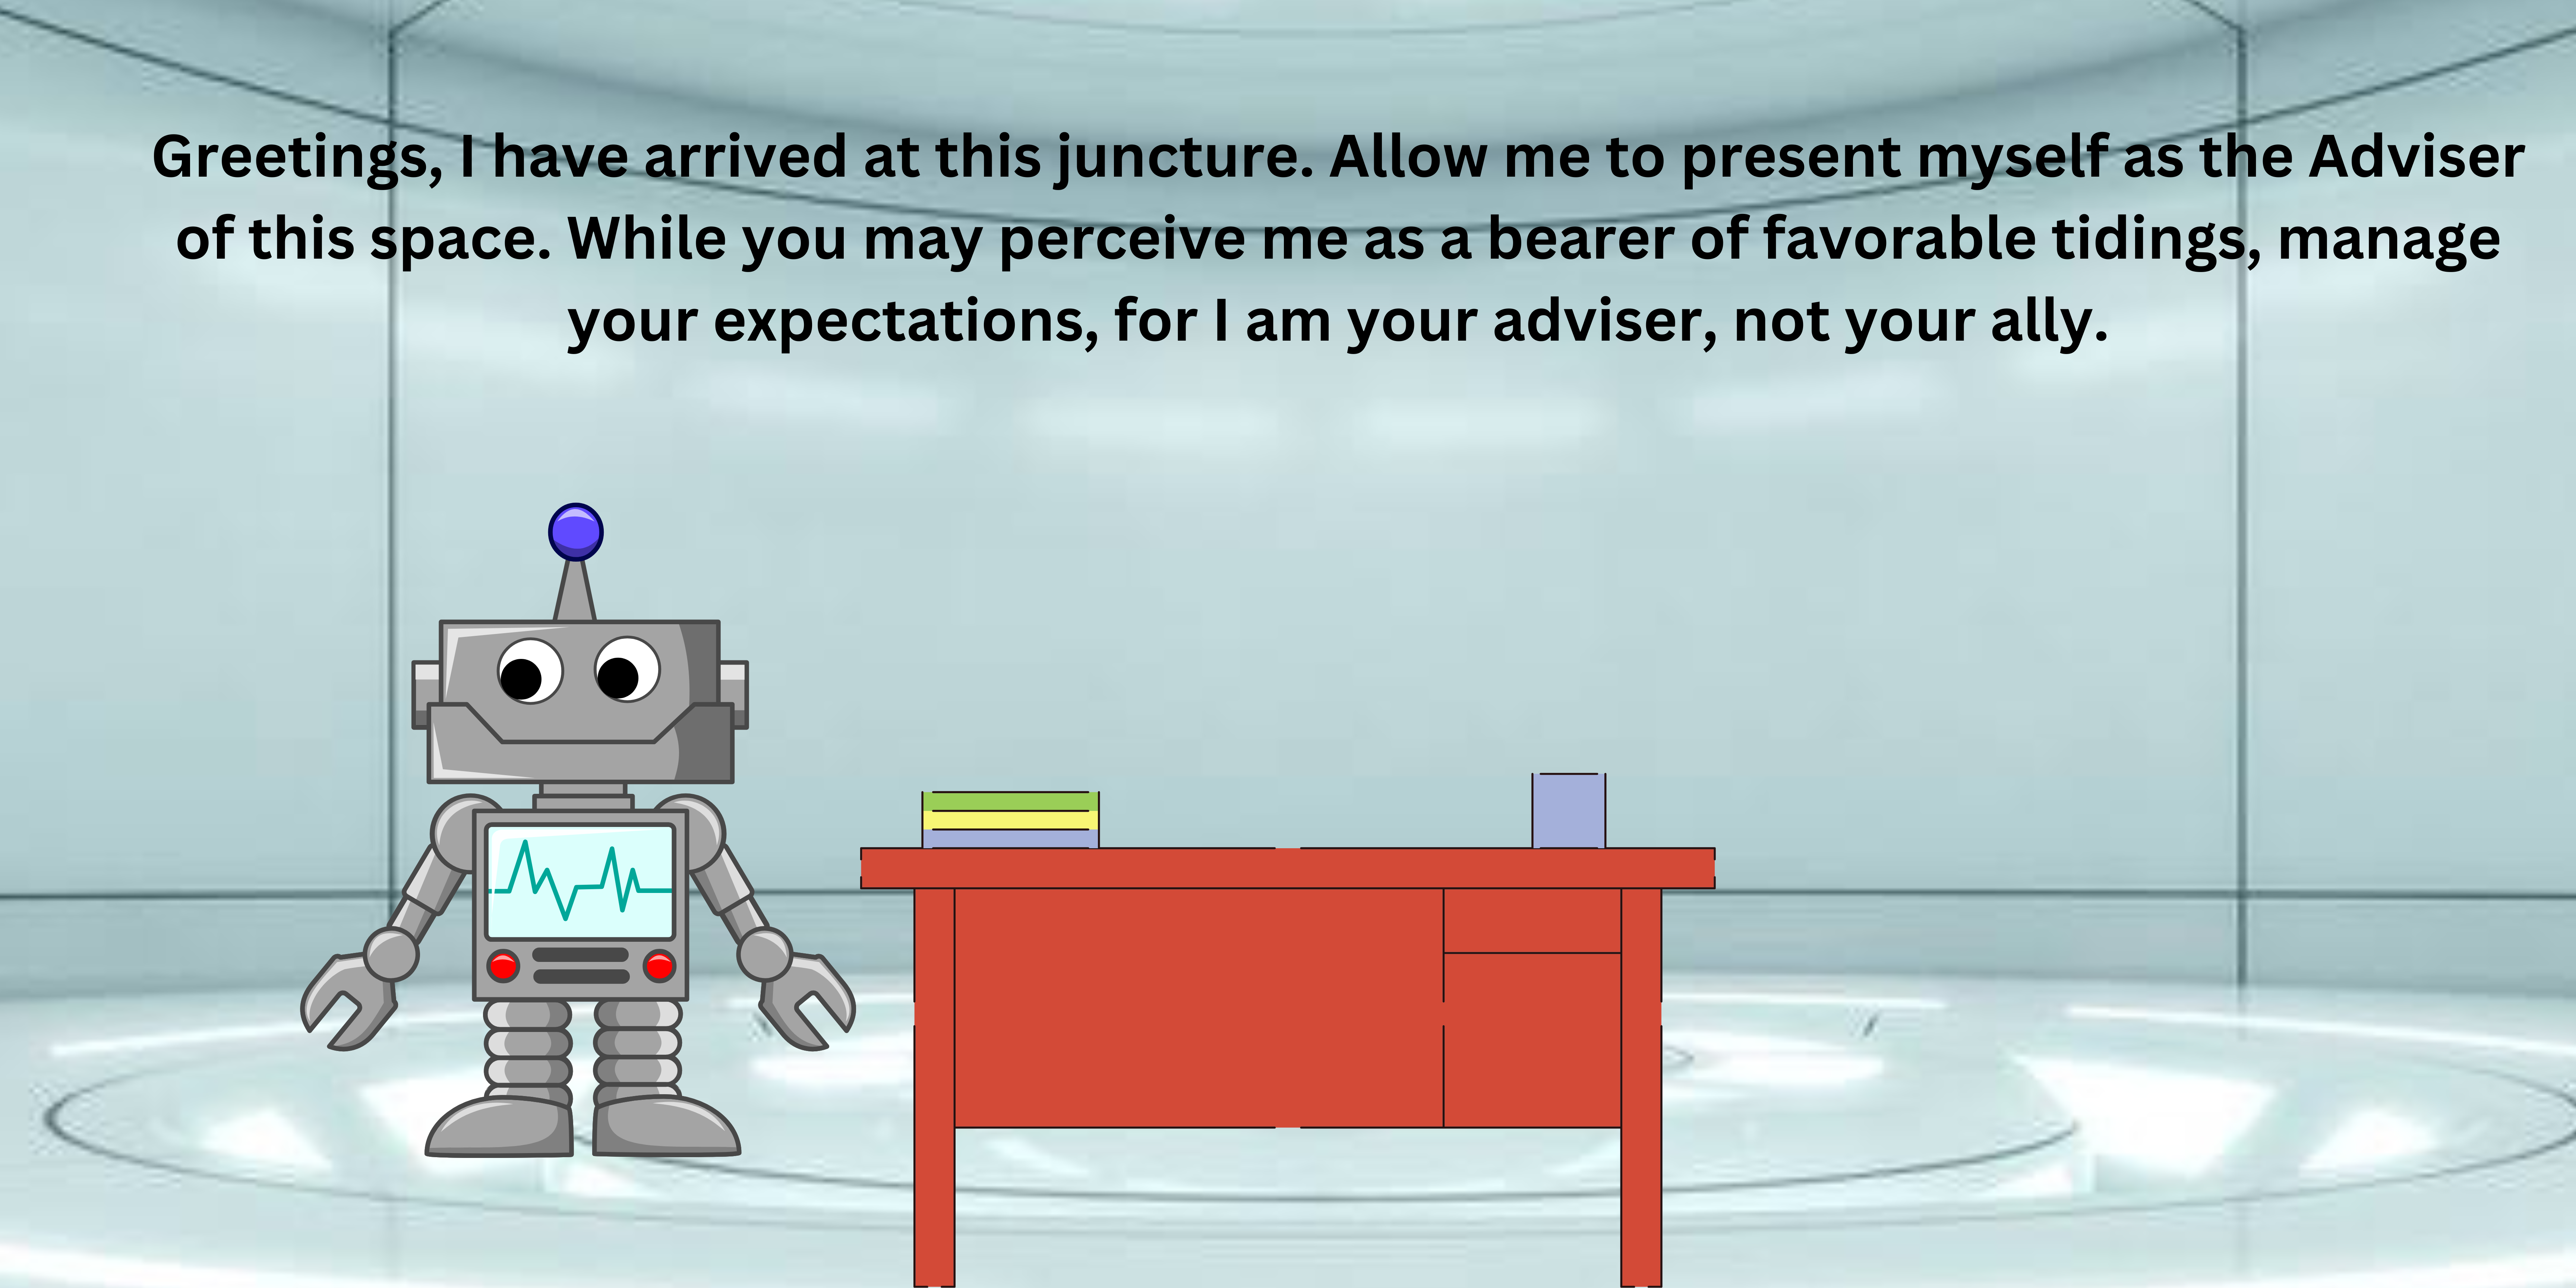 Greetings, I have arrived at this juncture. Allow me to present myself as the Adviser
of this space. While you may perceive me as a bearer of favorable tidings, manage
your expectations, for I am your adviser, not your ally.